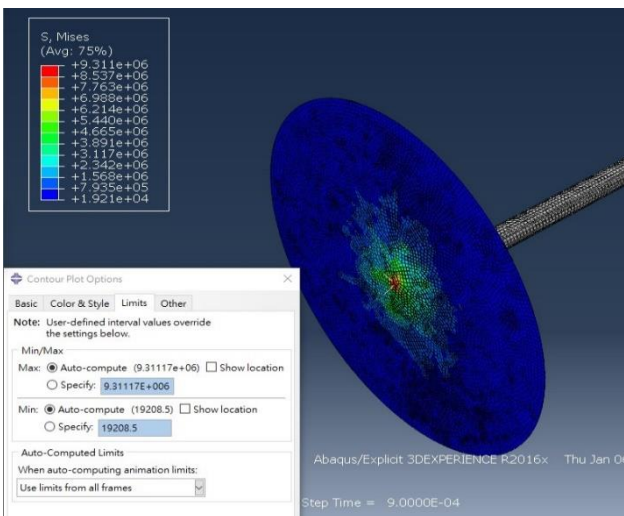 S, Mises
(Avg: 75%)
+9.311e+06
+8.537e+06
+7.763e+06
+6.988e+06
+6.214e+06
+5.440e+06
+4.665e+06
+3.891e+06
+3.117e+06
+2.342e+06
+1.568e+06
+7.935e+05
+1.921e+04
Contour Plot Options
Basic Color & Style Limits Other
Note: User-defined interval values override
the settings below.
Min/Max
Max: Auto-compute (9.31117e+06) Show location
Specify: 9.31117E+006
Min: Auto-compute (19208.5) Show location
Specify: 19208.5
Auto-Computed Limits
When auto-computing animation limits:
Use limits from all frames
Abaqus/Explicit 3DEXPERIENCE R2016x Thu Jan 0
Step Time = 9.0000E-04